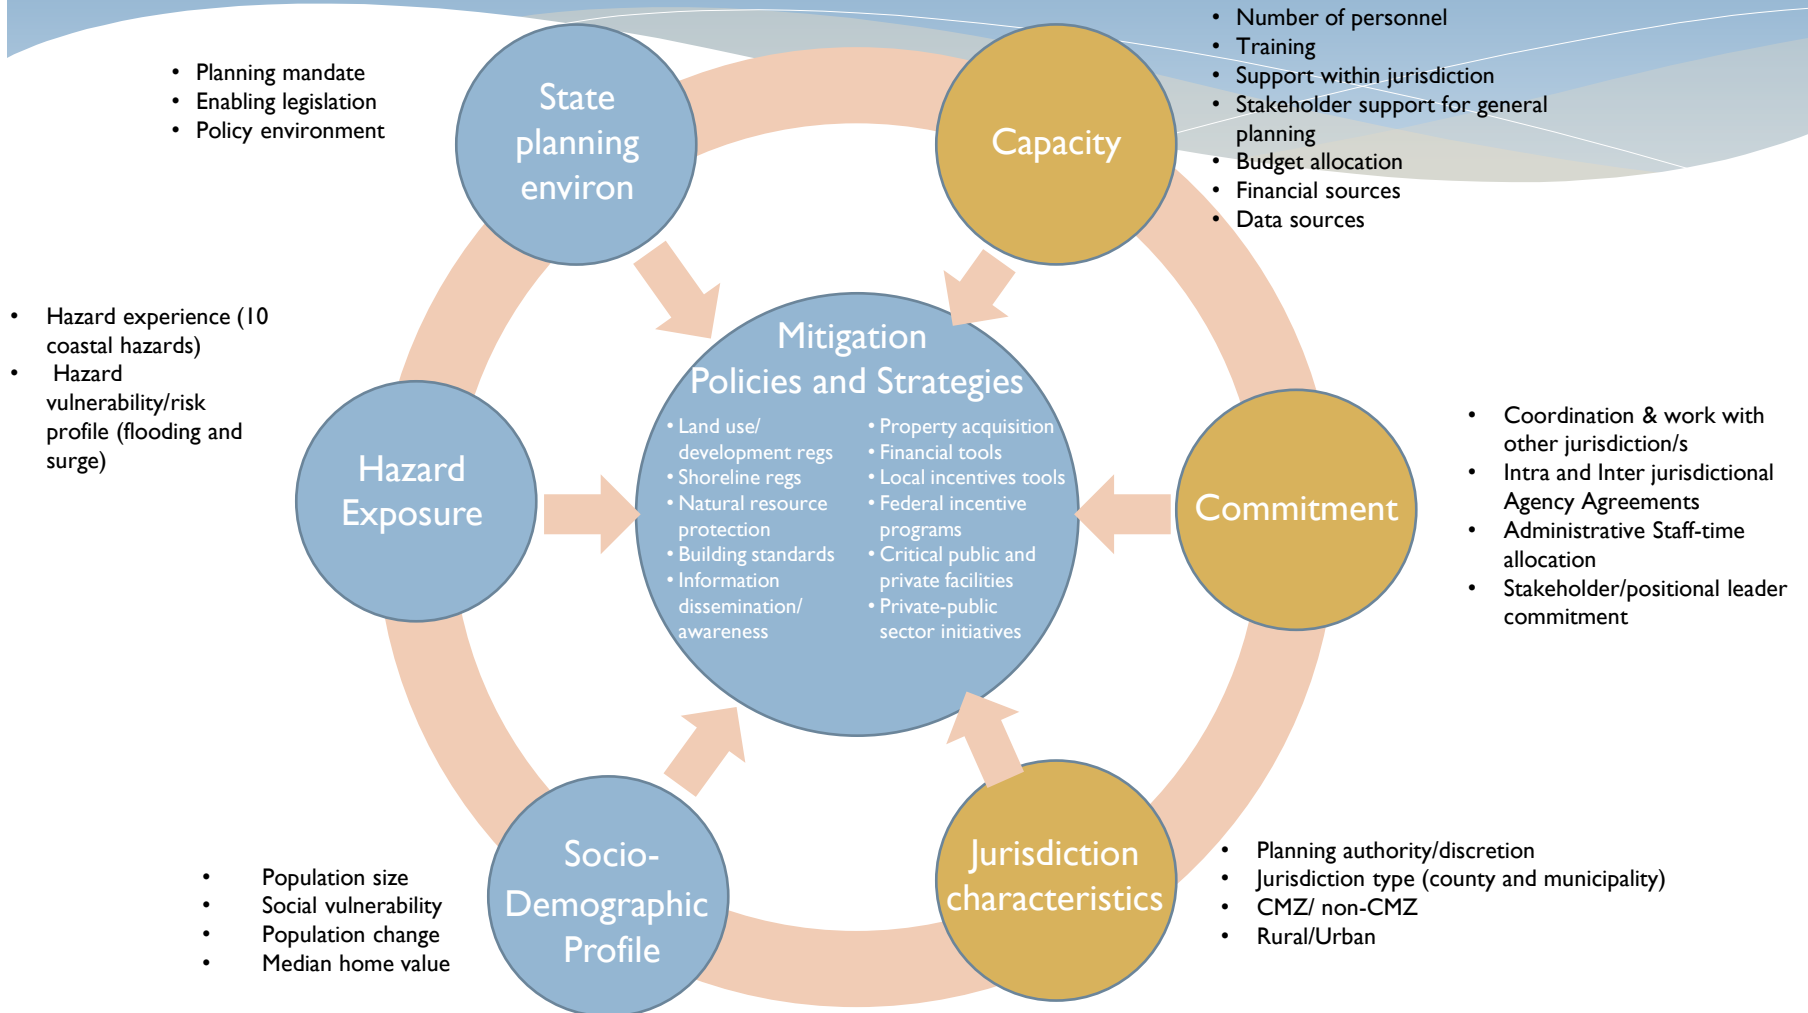 • Planning mandate
• Enabling legislation
• Policy environment
State
planning
environ
Capacity
• Number of personnel
• Training
• Support within jurisdiction
• Stakeholder support for general
planning
• Budget allocation
• Financial sources
• Data sources
• Hazard experience (10
coastal hazards)
• Hazard
vulnerability/risk
profile (flooding and
surge)
Hazard
Exposure
Mitigation
Policies and Strategies
• Land use/
development regs
• Shoreline regs
• Natural resource
protection
• Building standards
• Information
dissemination/
awareness
• Property acquisition
• Financial tools
• Local incentives tools
• Federal incentive
programs
• Critical public and
private facilities
• Private-public
sector initiatives
Commitment
• Coordination & work with
other jurisdiction/s
• Intra and Inter jurisdictional
Agency Agreements
• Administrative Staff-time
allocation
• Stakeholder/positional leader
commitment
• Population size
• Social vulnerability
• Population change
• Median home value
Socio-
Demographic
Profile
Jurisdiction
characteristics
• Planning authority/discretion
• Jurisdiction type (county and municipality)
• CMZ/ non-CMZ
• Rural/Urban